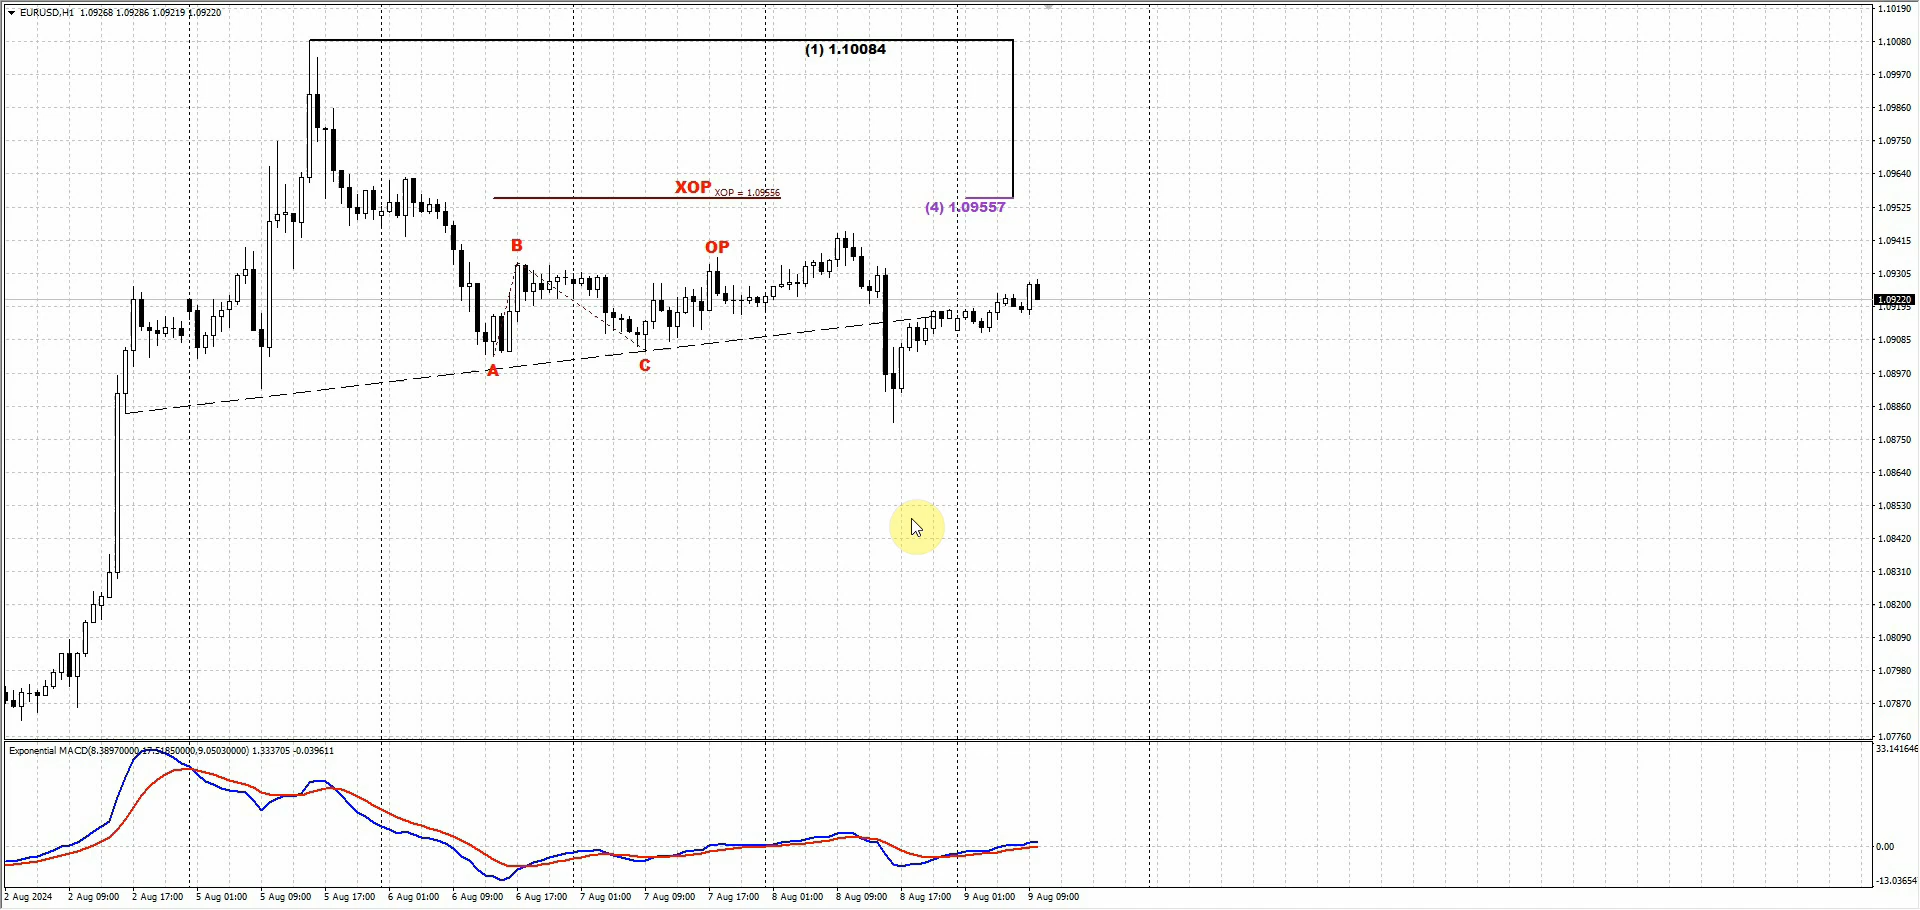 EURUSD,H1 1.09268 1.09286 1.09219 1.09220
(1) 1.10084
XOP XOP = 1.09556
(4) 1.09557
B
OP
A
C
1.10190
1.10080
1.09970
1.09860
1.09750
1.09640
1.09525
1.09415
1.09305
1.09220
1.09195
1.09085
1.08970
1.08860
1.08750
1.08640
1.08530
1.08420
1.08310
1.08200
1.08090
1.07980
1.07870
1.07760
Exponential MACD(8.38970000,17.51850000,9.05030000) 1.333705 -0.039611
33.141646
0.00
-13.03654
2 Aug 2024
2 Aug 09:00
2 Aug 17:00
5 Aug 01:00
5 Aug 09:00
5 Aug 17:00
6 Aug 01:00
6 Aug 09:00
6 Aug 17:00
7 Aug 01:00
7 Aug 09:00
7 Aug 17:00
8 Aug 01:00
8 Aug 09:00
8 Aug 17:00
9 Aug 01:00
9 Aug 09:00